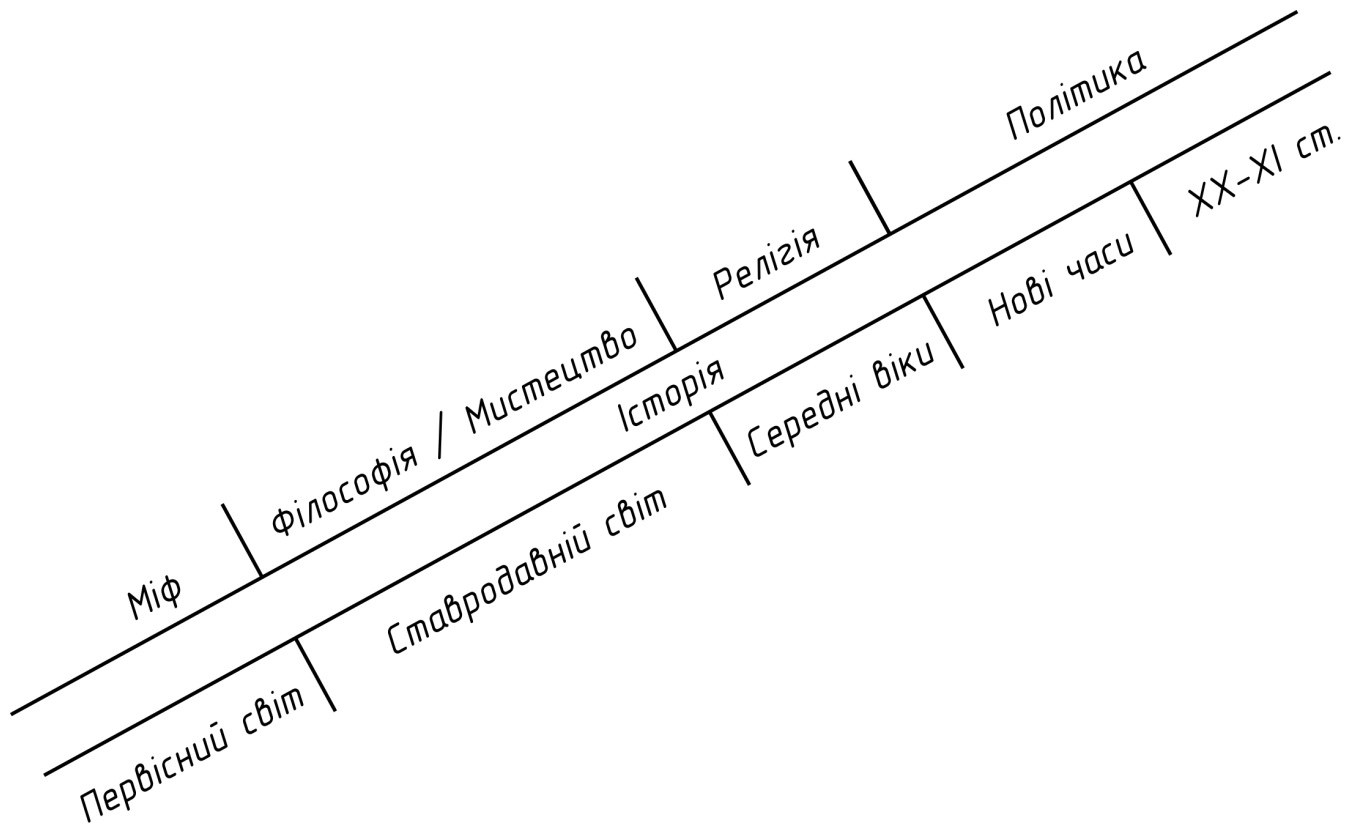 Міф
Філософія / Мистецтво
Релігія
Політика
Історія
Первісний світ
Ставродавній світ
Середні віки
Нові часи
XX-XI ст.